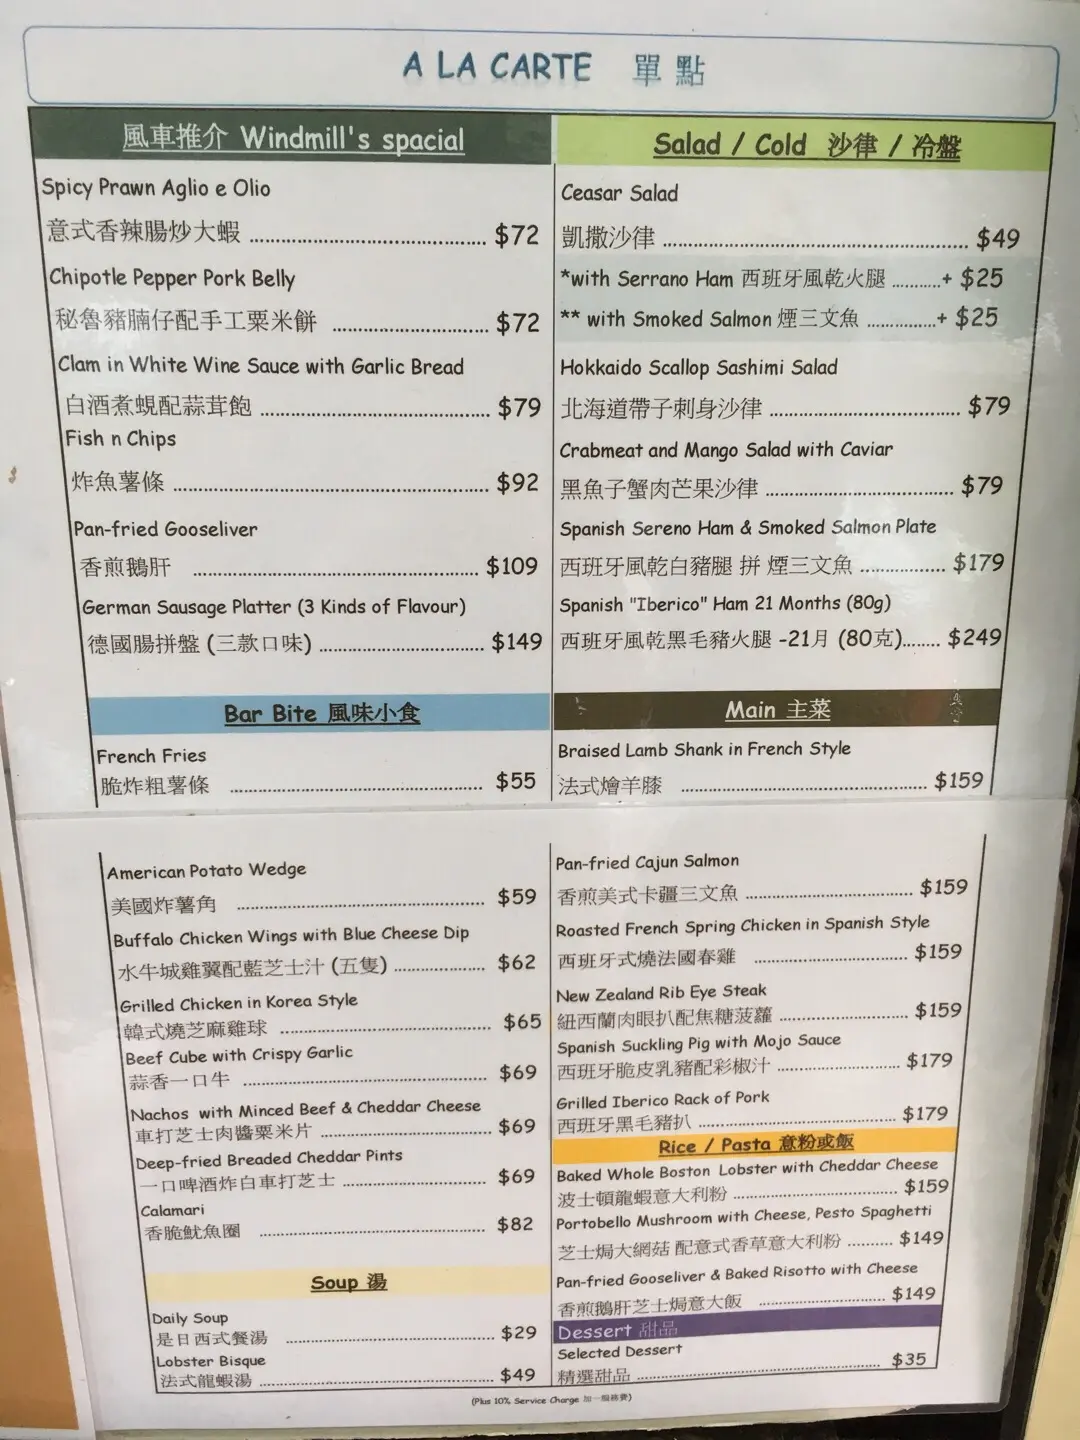 A LA CARTE 單點
風車推介 Windmill's spacial
Spicy Prawn Aglio e Olio
意式香辣腸炒大蝦 $72
Chipotle Pepper Pork Belly
秘魯豬腩仔配手工粟米餅 $72
Clam in White Wine Sauce with Garlic Bread
白酒煮蜆配蒜茸飽 $79
Fish n Chips
炸魚薯條 $92
Pan-fried Gooseliver
香煎鵝肝 $109
German Sausage Platter (3 Kinds of Flavour)
德國腸拼盤 (三款口味) $149
Bar Bite 風味小食
French Fries
脆炸粗薯條 $55
American Potato Wedge
美國炸薯角 $59
Buffalo Chicken Wings with Blue Cheese Dip
水牛城雞翼配藍芝士汁 (五隻) $62
Grilled Chicken in Korea Style
韓式燒芝麻雞球 $65
Beef Cube with Crispy Garlic
蒜香一口牛 $69
Nachos with Minced Beef & Cheddar Cheese
車打芝士肉醬粟米片 $69
Deep-fried Breaded Cheddar Pints
一口啤酒炸白車打芝士 $69
Calamari
香脆魷魚圈 $82
Soup 湯
Daily Soup
是日西式餐湯 $29
Lobster Bisque
法式龍蝦湯 $49
Salad / Cold 沙律 / 冷盤
Ceasar Salad
凱撒沙律 $49
*with Serrano Ham 西班牙風乾火腿 + $25
** with Smoked Salmon 煙三文魚 + $25
Hokkaido Scallop Sashimi Salad
北海道帶子刺身沙律 $79
Crabmeat and Mango Salad with Caviar
黑魚子蟹肉芒果沙律 $79
Spanish Sereno Ham & Smoked Salmon Plate
西班牙風乾白豬腿 拼 煙三文魚 $179
Spanish "Iberico" Ham 21 Months (80g)
西班牙風乾黑毛豬火腿 -21月 (80克) $249
Main 主菜
Braised Lamb Shank in French Style
法式燴羊膝 $159
Pan-fried Cajun Salmon
香煎美式卡疆三文魚 $159
Roasted French Spring Chicken in Spanish Style
西班牙式燒法國春雞 $159
New Zealand Rib Eye Steak
紐西蘭肉眼扒配焦糖菠蘿 $159
Spanish Suckling Pig with Mojo Sauce
西班牙脆皮乳豬配彩椒汁 $179
Grilled Iberico Rack of Pork
西班牙黑毛豬扒 $179
Rice / Pasta 意粉或飯
Baked Whole Boston Lobster with Cheddar Cheese
波士頓龍蝦意大利粉 $159
Portobello Mushroom with Cheese, Pesto Spaghetti
芝士焗大網菇 配意式香草意大利粉 $149
Pan-fried Gooseliver & Baked Risotto with Cheese
香煎鵝肝芝士焗意大飯 $149
Dessert 甜品
Selected Dessert
精選甜品 $35
(Plus 10% Service Charge 加一服務費)